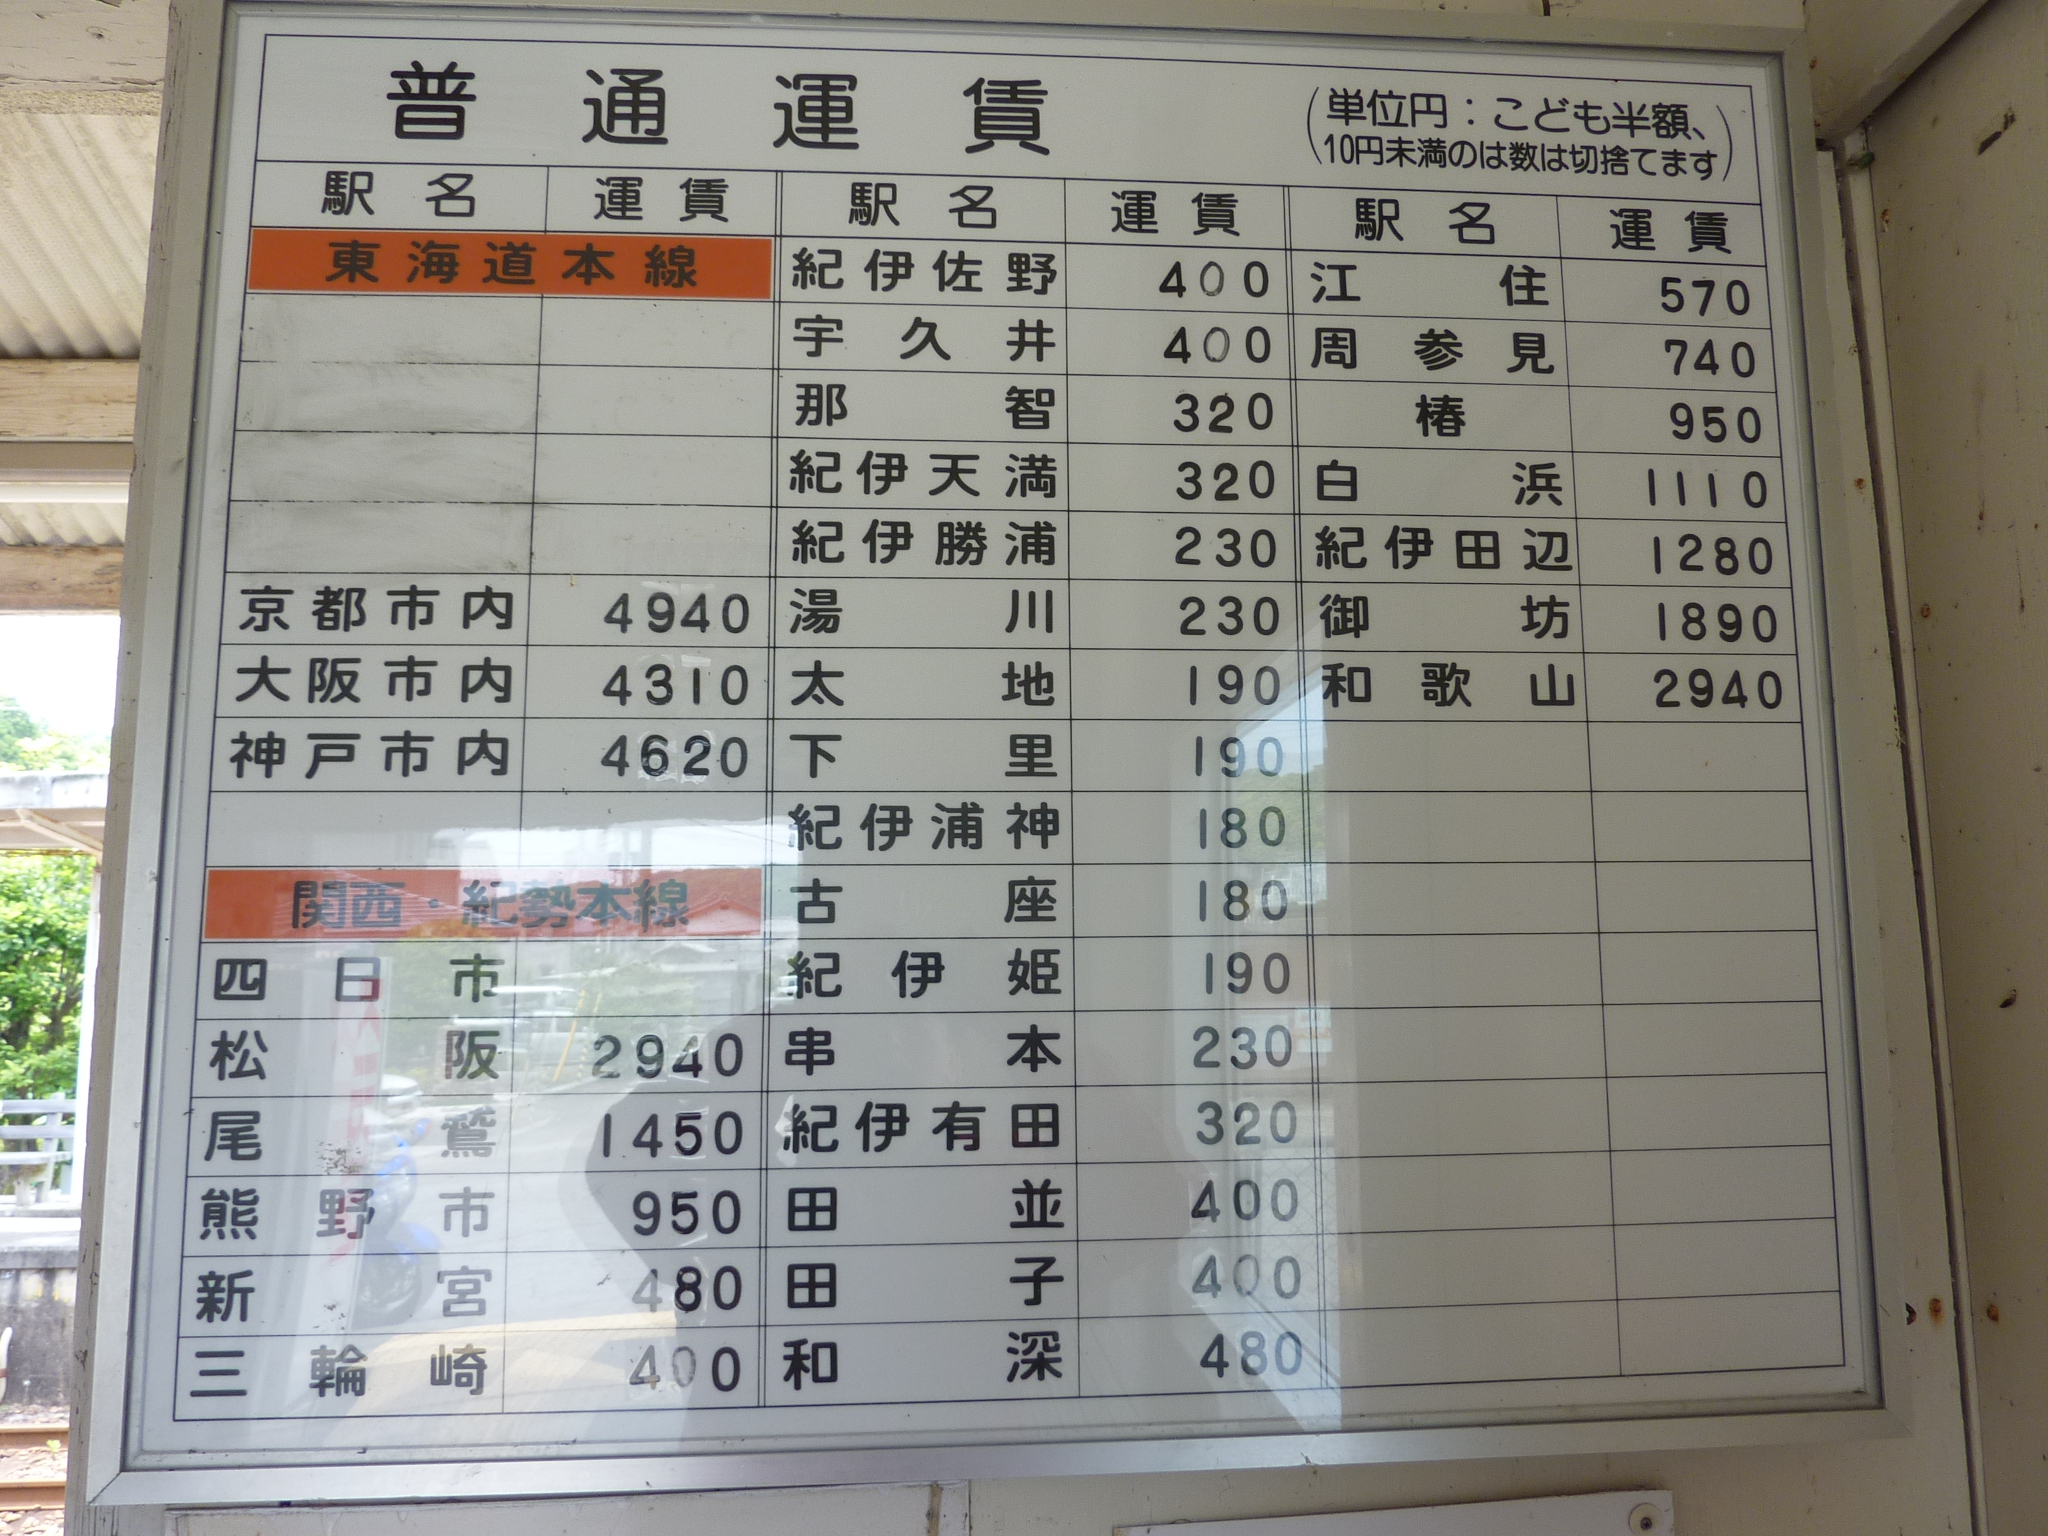 普通運賃
(単位円：こども半額、
10円未満のは数は切捨てます)
駅名 運賃
東海道本線
京都市内 4940
大阪市内 4310
神戸市内 4620
関西・紀勢本線
四日市
松阪 2940
尾鷲 1450
熊野市 950
新宮 480
三輪崎 400
駅名 運賃
紀伊佐野 400
宇久井 400
那智 320
紀伊天満 320
紀伊勝浦 230
湯川 230
太地 190
下里 190
紀伊浦神 180
古座 180
紀伊姫 190
串本 230
紀伊有田 320
田並 400
田子 400
和深 480
駅名 運賃
江住 570
周参見 740
椿 950
白浜 1110
紀伊田辺 1280
御坊 1890
和歌山 2940